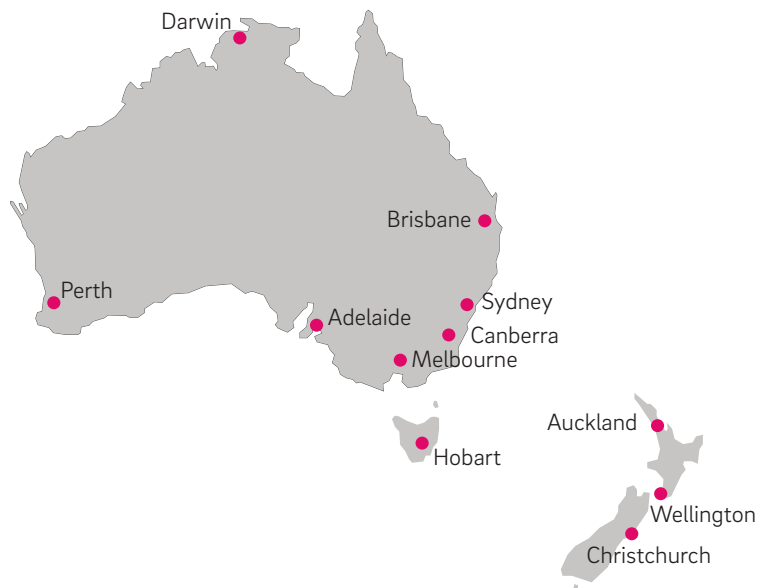 Darwin
Brisbane
Perth
Sydney
Adelaide
Canberra
Melbourne
Auckland
Hobart
Wellington
Christchurch